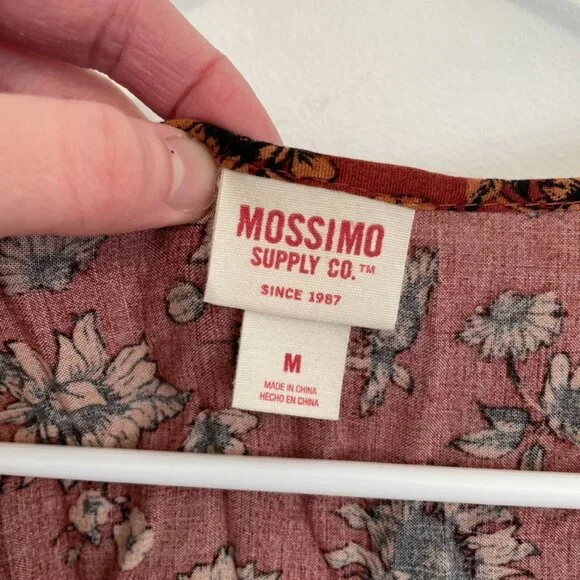 MOSSIMO
SUPPLY CO.™
SINCE 1987
M
MADE IN CHINA
HECHO EN CHINA